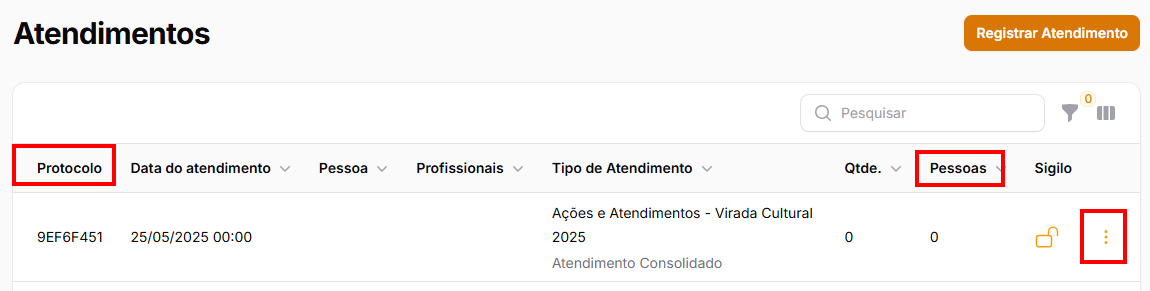 Atendimentos
Registrar Atendimento
Pesquisar
0
Protocolo Data do atendimento Pessoa Profissionais Tipo de Atendimento Qtde. Pessoas Sigilo
9EF6F451 25/05/2025 00:00 Ações e Atendimentos - Virada Cultural 0 0
2025
Atendimento Consolidado